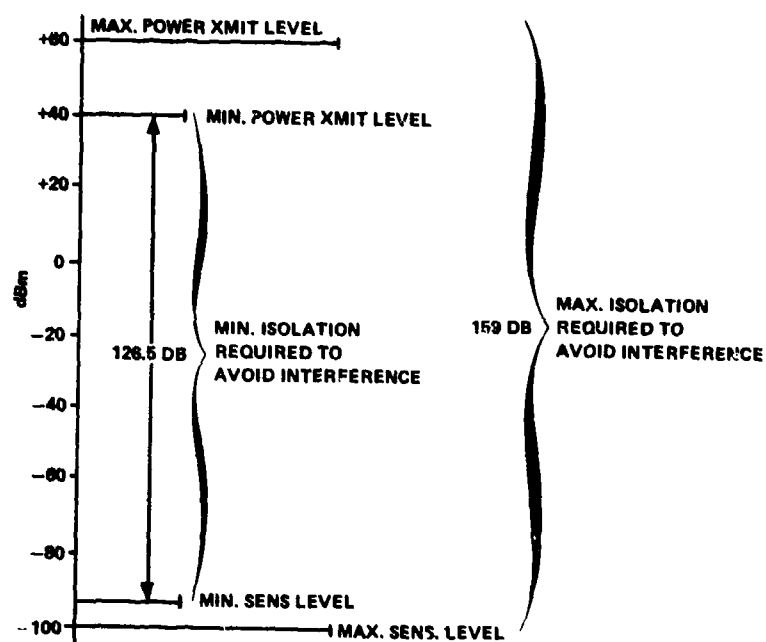 MAX. POWER XMIT LEVEL
+60
+40
MIN. POWER XMIT LEVEL
+20
0
dBm
-20
126.5 DB
MIN. ISOLATION
REQUIRED TO
AVOID INTERFERENCE
159 DB
MAX. ISOLATION
REQUIRED TO
AVOID INTERFERENCE
-40
-60
-80
MIN. SENS LEVEL
-100
MAX. SENS. LEVEL